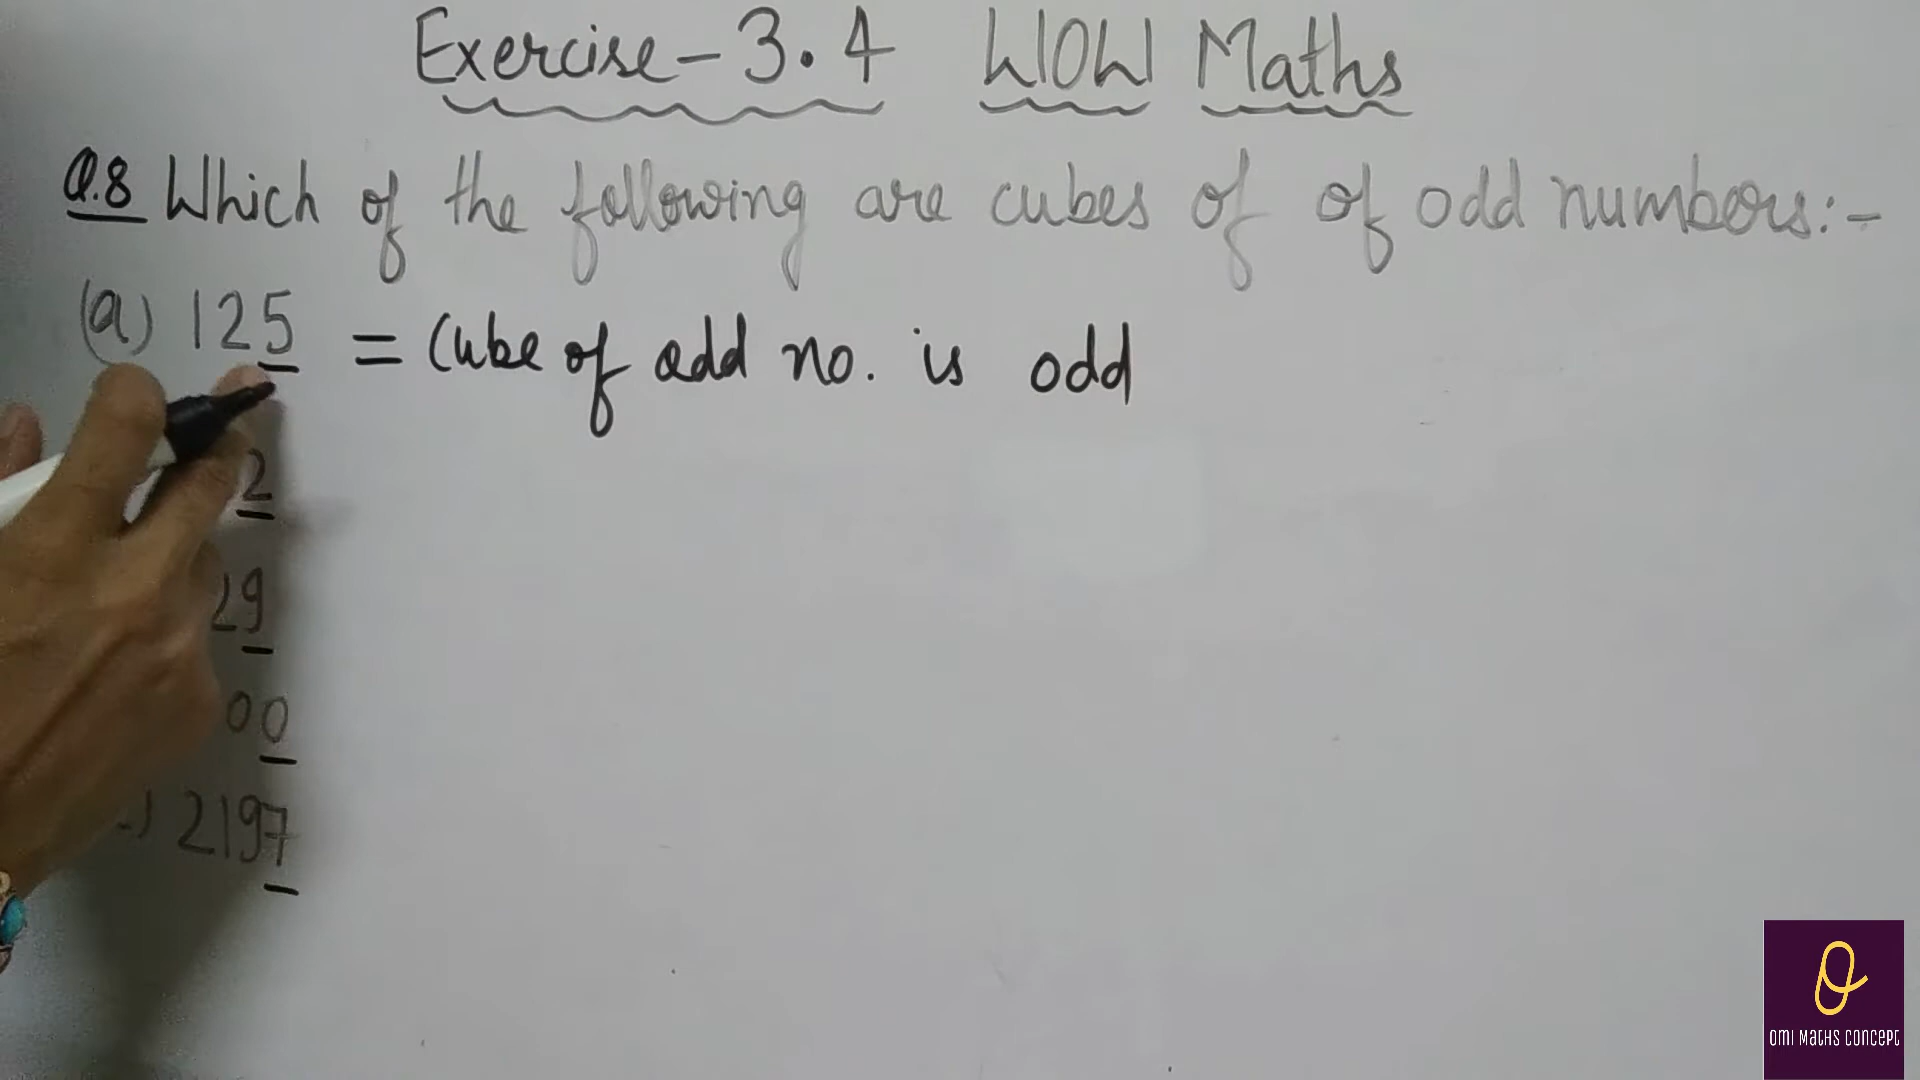 Exercise-3.4 WOW Maths
Q.8 Which of the following are cubes of of odd numbers:-
(a) 125 = Cube of odd no. is odd
2
29
00
) 2197
OMI MATHS CONCEPT